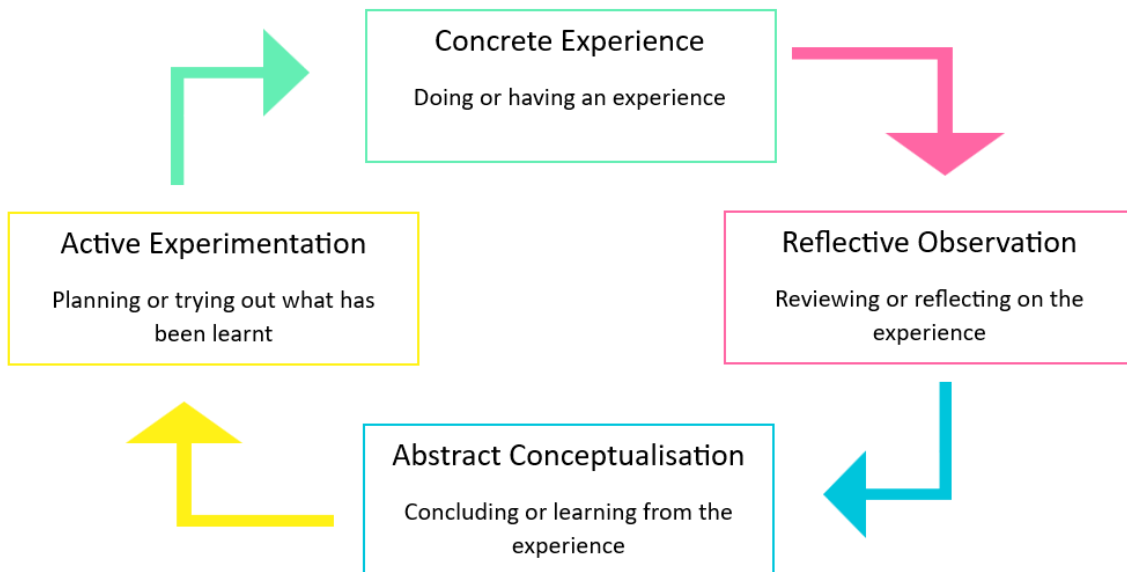 Concrete Experience
Doing or having an experience
Reflective Observation
Reviewing or reflecting on the
experience
Abstract Conceptualisation
Concluding or learning from the
experience
Active Experimentation
Planning or trying out what has
been learnt